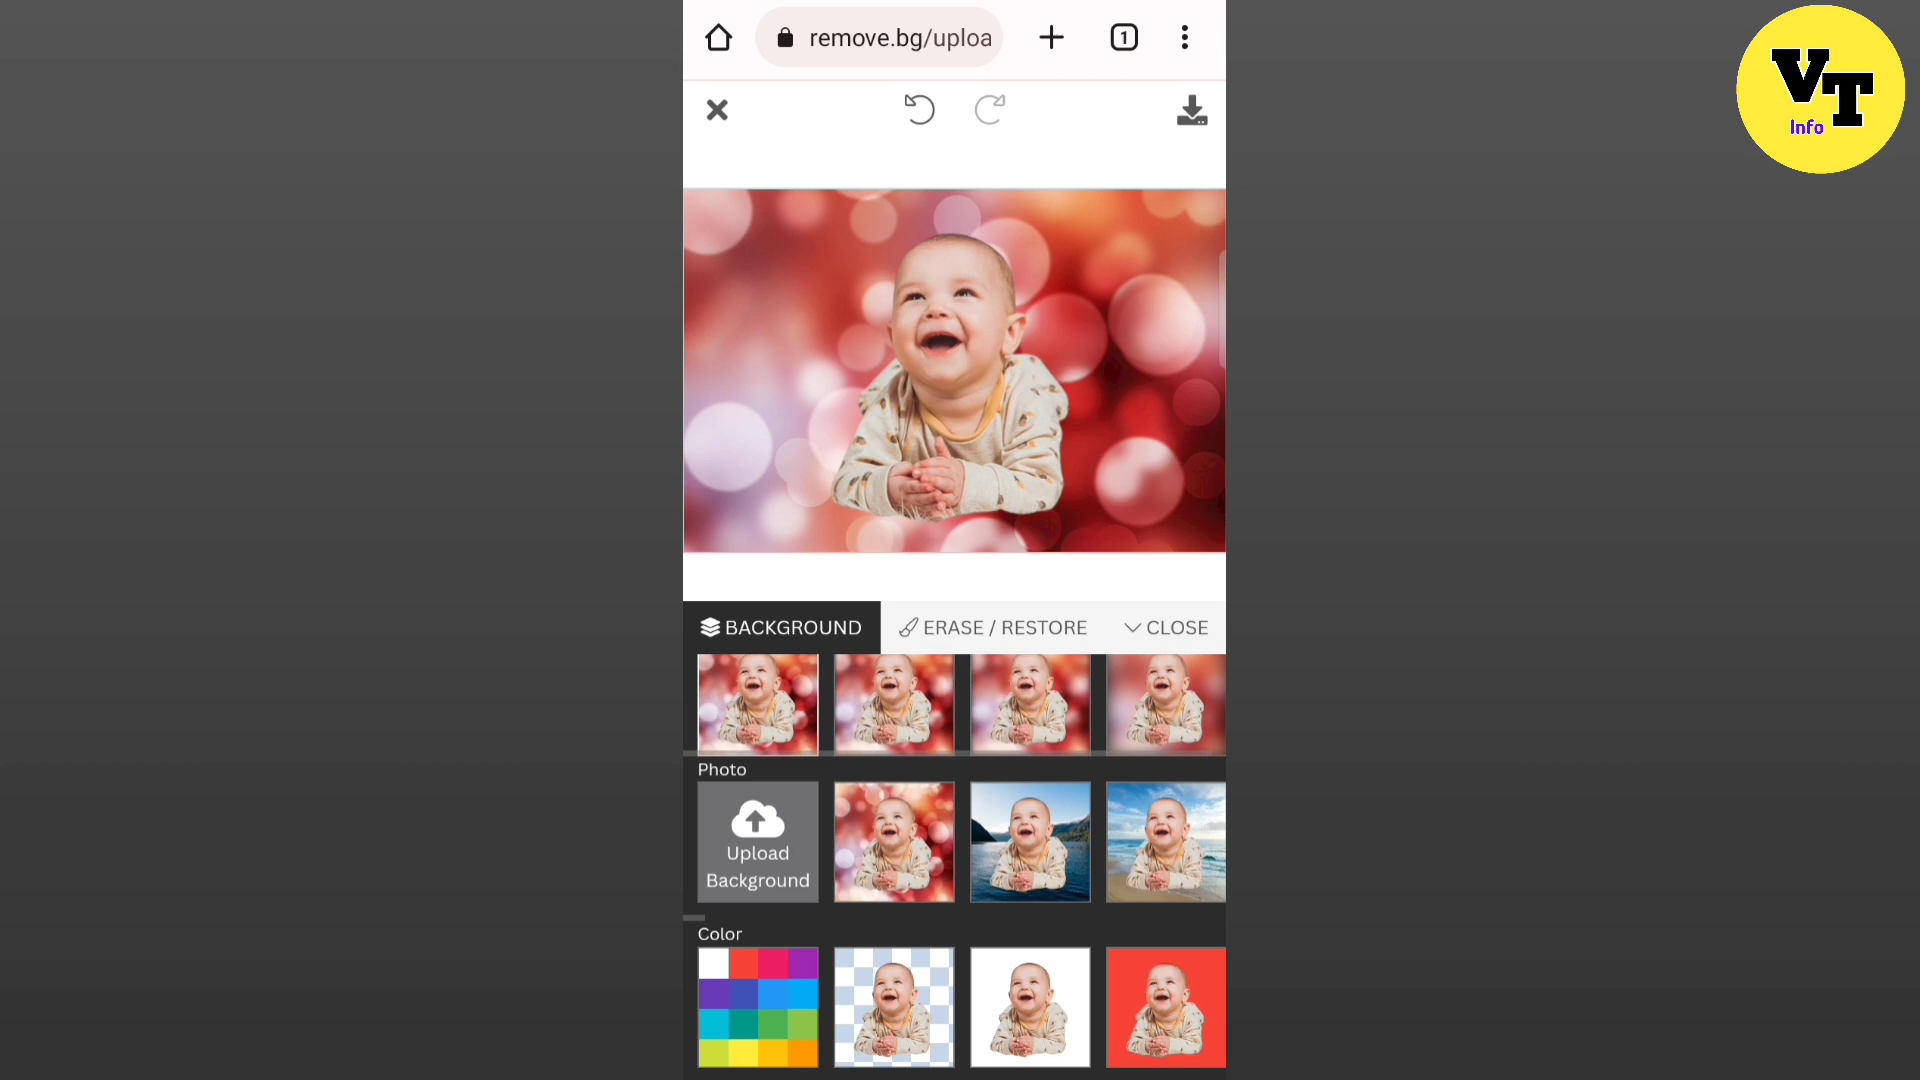 remove.bg/uploa
1
VT
Info
BACKGROUND
ERASE / RESTORE
CLOSE
Photo
Upload
Background
Color